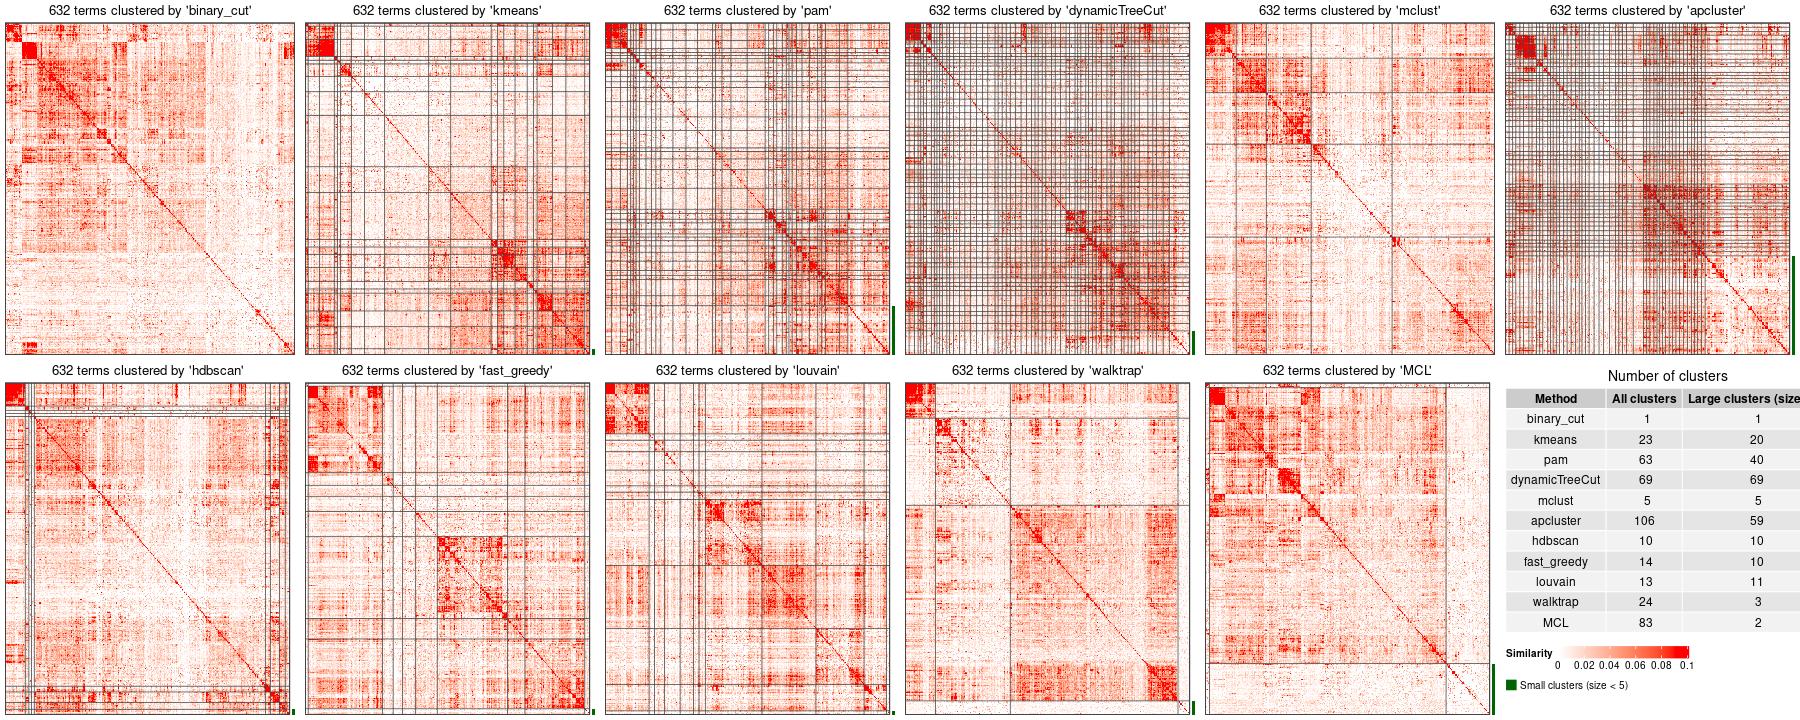 632 terms clustered by 'binary_cut'
632 terms clustered by 'kmeans'
632 terms clustered by 'pam'
632 terms clustered by 'dynamicTreeCut'
632 terms clustered by 'mclust'
632 terms clustered by 'apcluster'
632 terms clustered by 'hdbscan'
632 terms clustered by 'fast_greedy'
632 terms clustered by 'louvain'
632 terms clustered by 'walktrap'
632 terms clustered by 'MCL'
Number of clusters
Method All clusters Large clusters (size
binary_cut 1 1
kmeans 23 20
pam 63 40
dynamicTreeCut 69 69
mclust 5 5
apcluster 106 59
hdbscan 10 10
fast_greedy 14 10
louvain 13 11
walktrap 24 3
MCL 83 2
Similarity
0 0.02 0.04 0.06 0.08 0.1
Small clusters (size < 5)